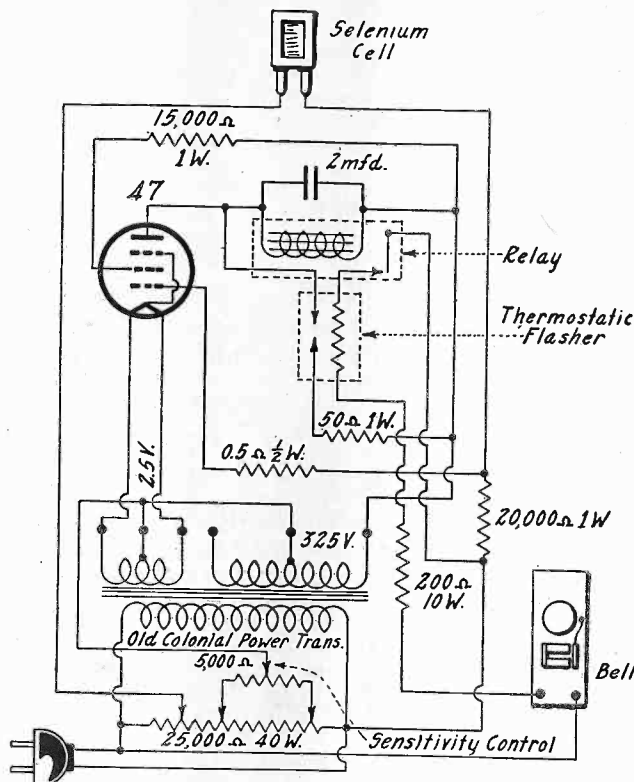 Selenium
Cell
15,000Ω
1W.
2mfd.
47
Relay
Thermostatic
Flasher
50Ω 1W.
0.5Ω ½W.
2.5V.
20,000Ω 1W
325V.
200Ω
10W.
Old Colonial Power Trans.
5,000Ω
Bell
25,000Ω 40W.
Sensitivity Control